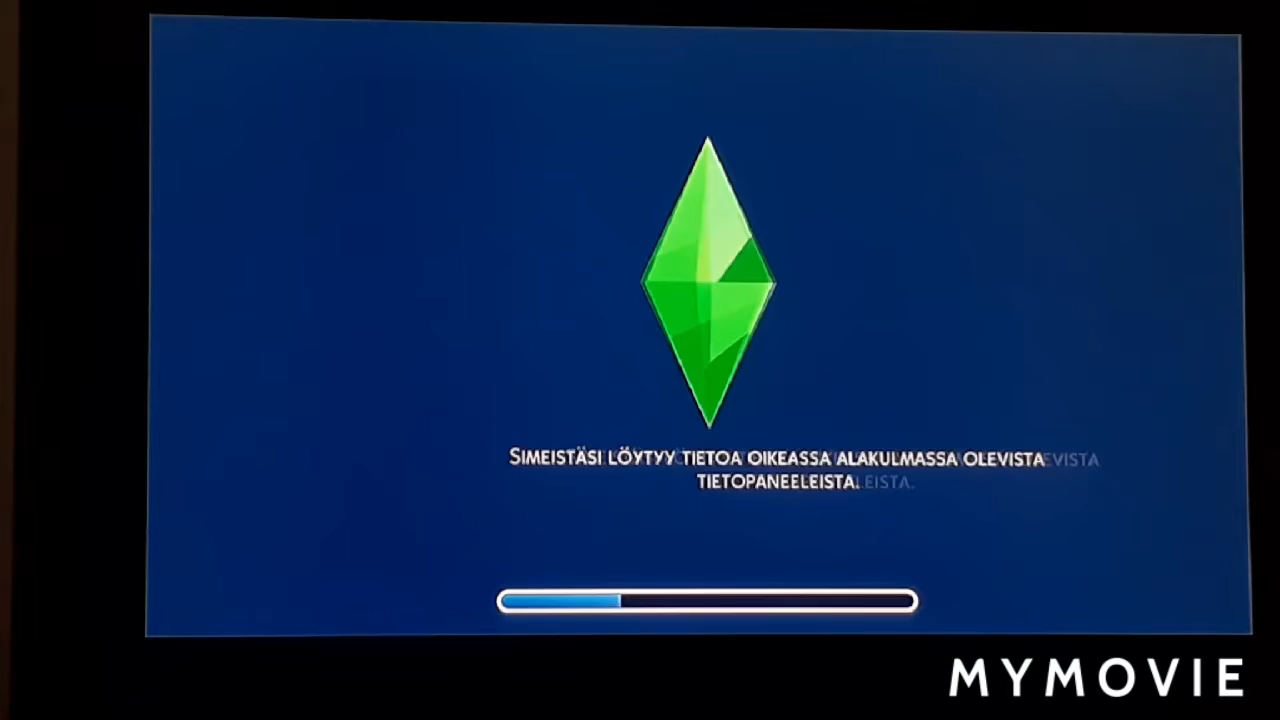 SIMEISTÄSI LÖYTYY TIETOA OIKEASSA ALAKULMASSA OLEVISTA
TIETOPANEELEISTA.
MYMOVIE